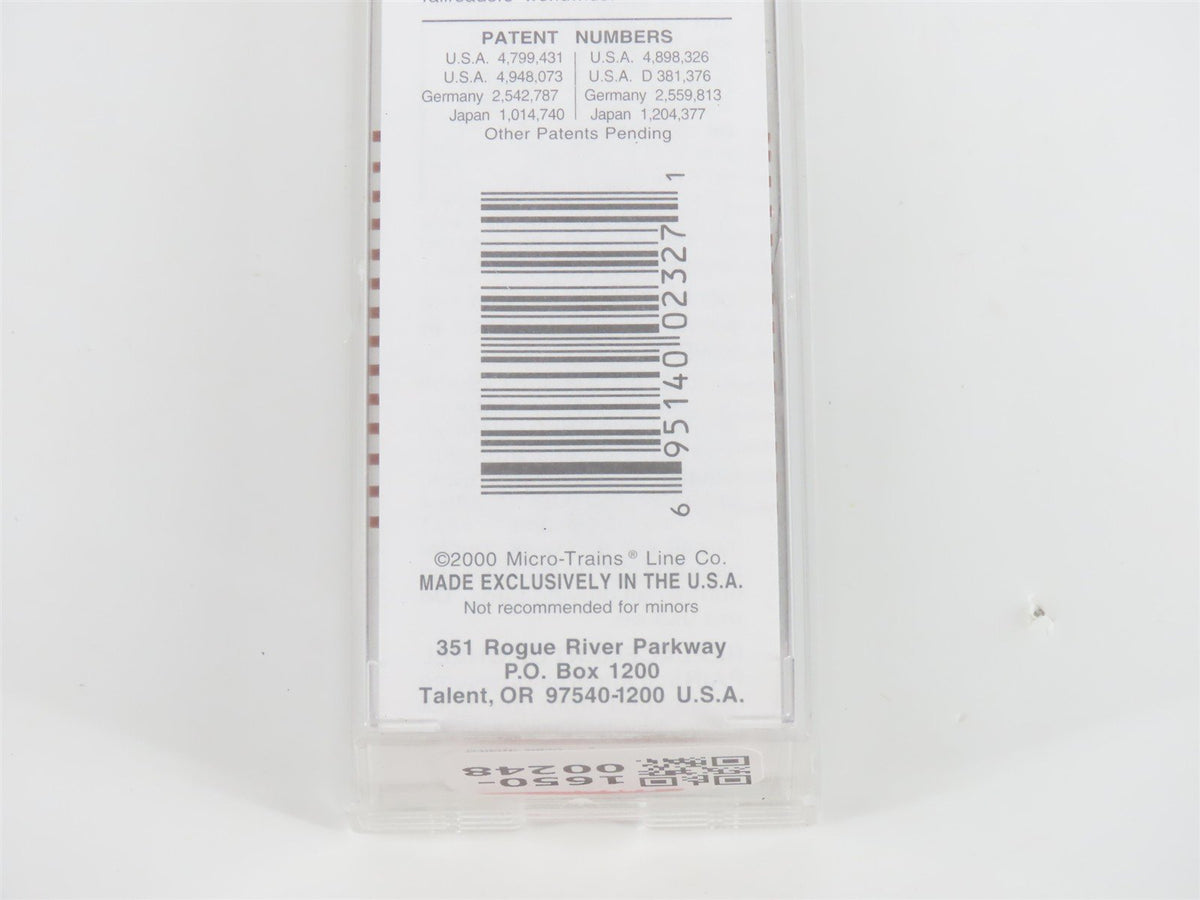 PATENT NUMBERS
U.S.A. 4,799,431 | U.S.A. 4,898,326
U.S.A. 4,948,073 | U.S.A. D 381,376
Germany 2,542,787 | Germany 2,559,813
Japan 1,014,740 | Japan 1,204,377
Other Patents Pending
6 95140 02327 1
©2000 Micro-Trains® Line Co.
MADE EXCLUSIVELY IN THE U.S.A.
Not recommended for minors
351 Rogue River Parkway
P.O. Box 1200
Talent, OR 97540-1200 U.S.A.
1650-
00248